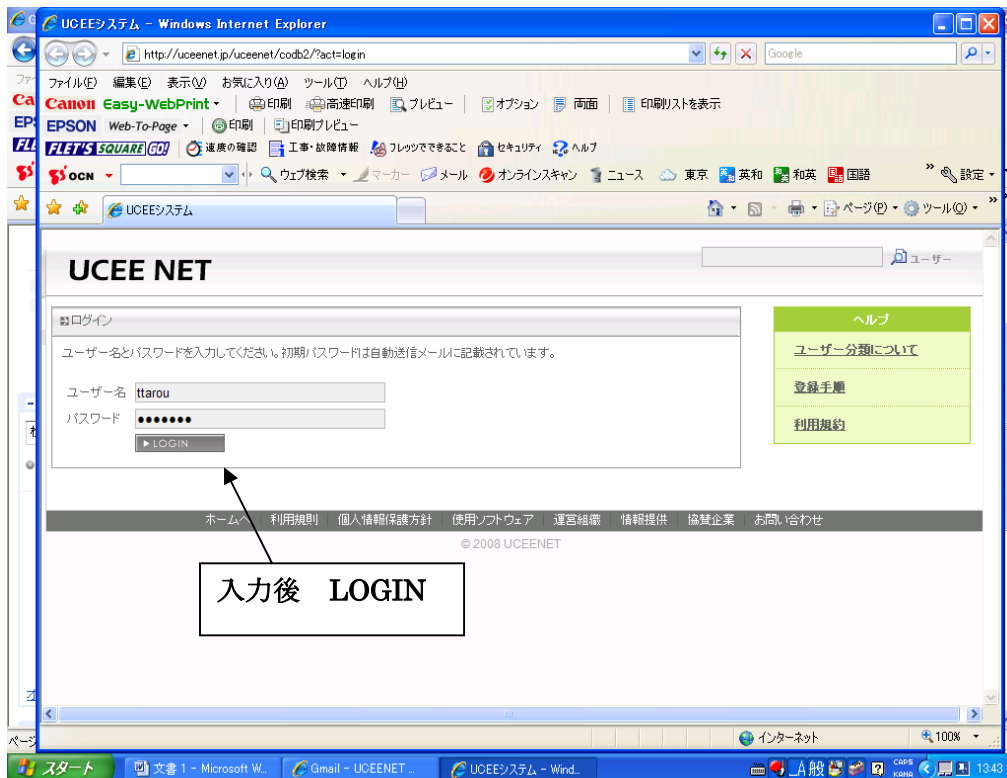 UCEEシステム - Windows Internet Explorer
http://uceenet.jp/uceenet/codb2/?act=login
Google
ファイル(F) 編集(E) 表示(V) お気に入り(A) ツール(T) ヘルプ(H)
Canon Easy-WebPrint 印刷 高速印刷 プレビュー オプション 両面 印刷リストを表示
EPSON Web-To-Page 印刷 印刷プレビュー
FLET'S SQUARE GO! 速度の確認 工事・故障情報 フレッツでできること セキュリティ ヘルプ
OCN ウェブ検索 マーカー メール オンラインスキャン ニュース 東京 英和 和英 国語 » 設定
UCEEシステム ページ(P) ツール(O) »
UCEE NET
ユーザー
ログイン
ユーザー名とパスワードを入力してください。初期パスワードは自動送信メールに記載されています。
ユーザー名 ttarou
パスワード ●●●●●●●
LOGIN
ヘルプ
ユーザー分類について
登録手順
利用規約
ホームへ 利用規則 個人情報保護方針 使用ソフトウェア 運営組織 情報提供 協賛企業 お問い合わせ
© 2008 UCEENET
入力後 LOGIN
インターネット 100%
スタート 文書 1 - Microsoft W... Gmail - UCEENET ... UCEEシステム - Wind... A 般 CAPS KANA 13:43